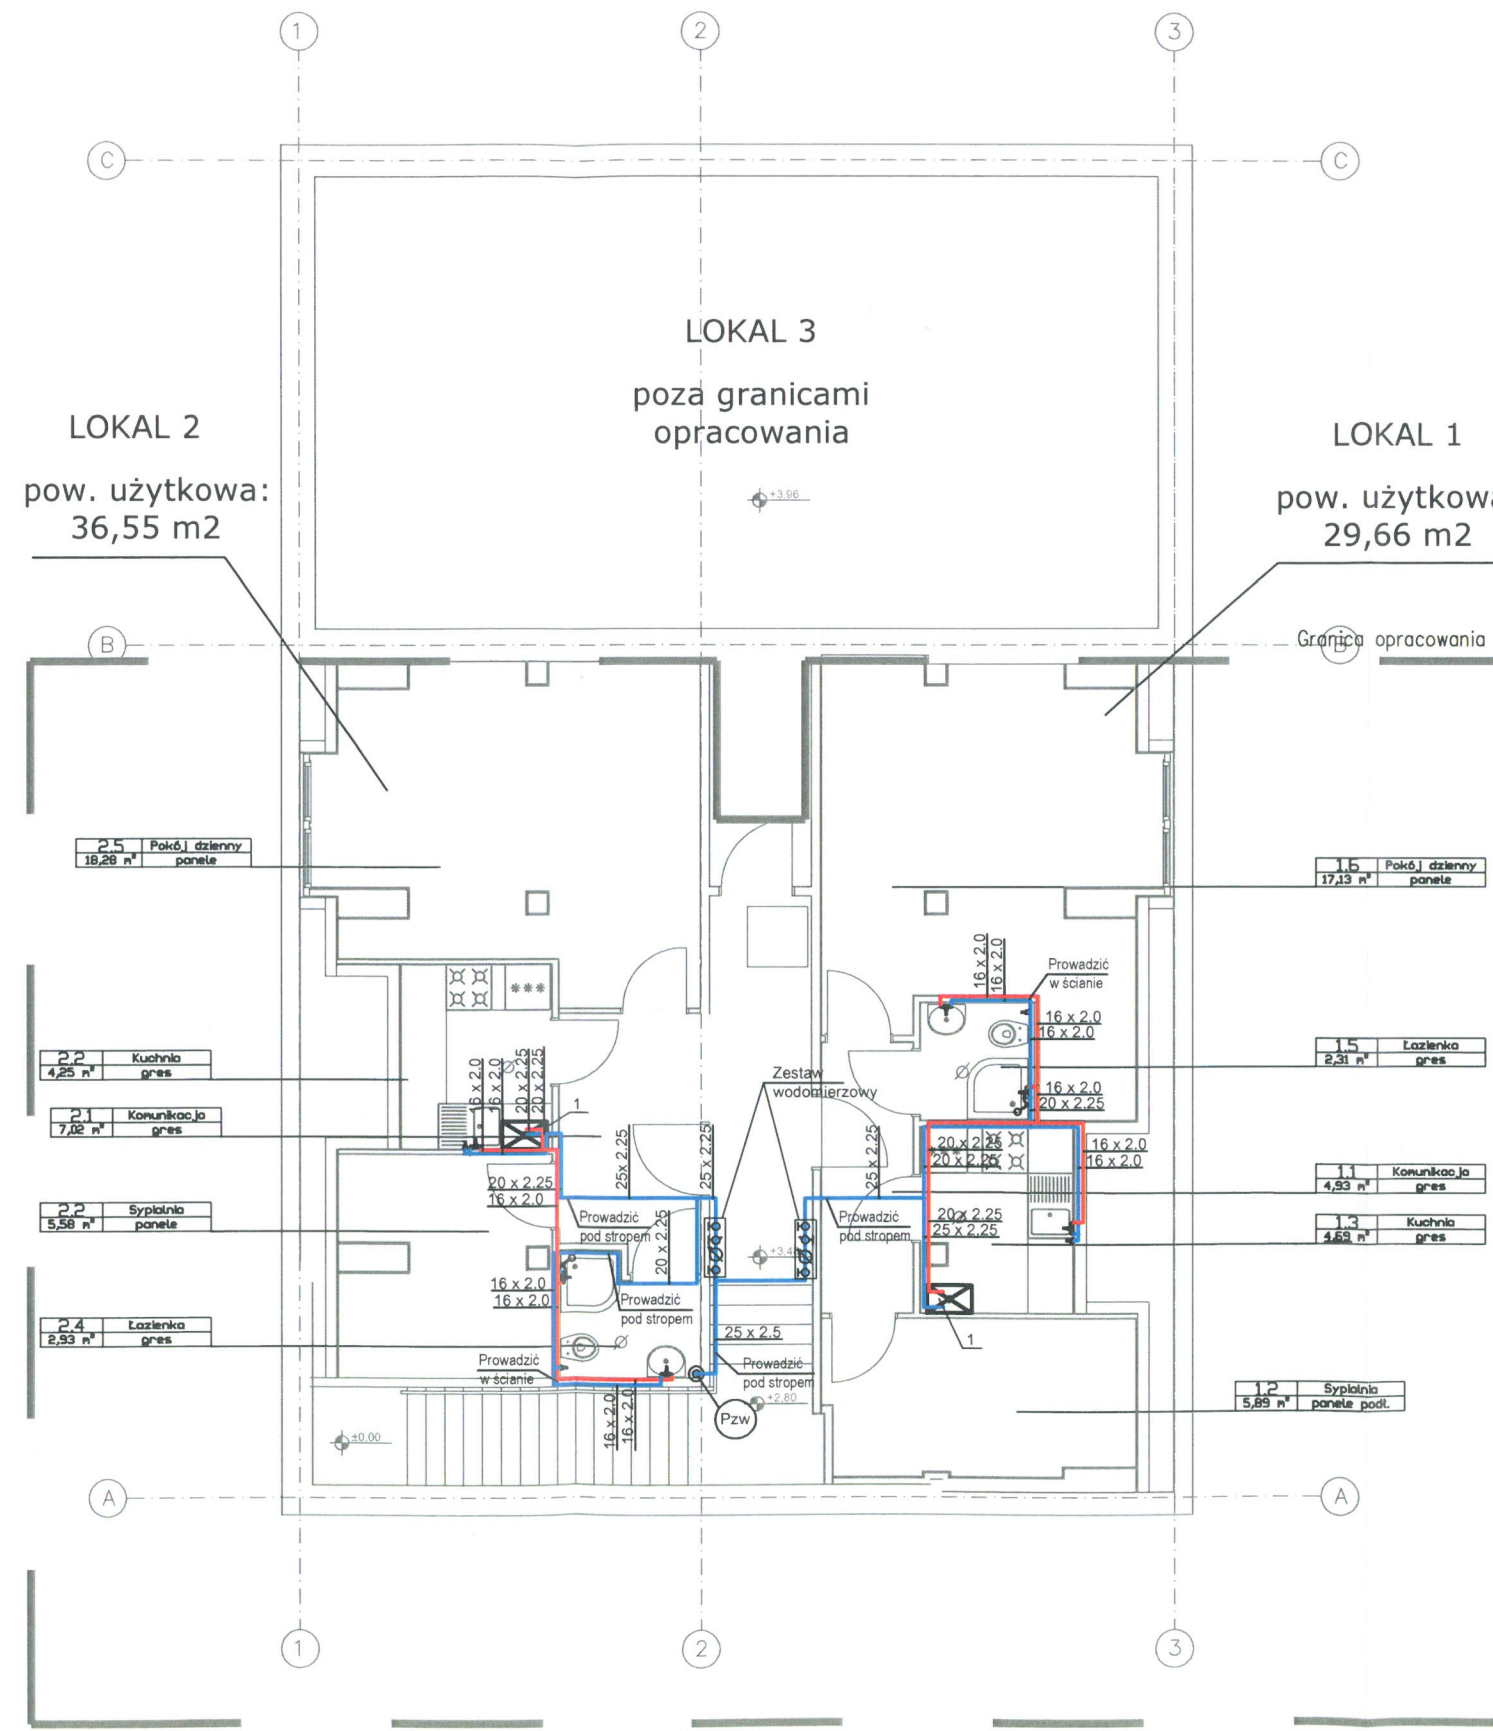 1
2
3
C
C
LOKAL 3
poza granicami
opracowania
+3.96
LOKAL 2
pow. użytkowa:
36,55 m2
LOKAL 1
pow. użytkowa
29,66 m2
B
B
Granica opracowania
2.5 Pokój dzienny
18,28 m² panele
1.6 Pokój dzienny
17,13 m² panele
16 x 2.0
16 x 2.0
Prowadzić
w ścianie
16 x 2.0
16 x 2.0
2.2 Kuchnia
4,25 m² gres
1.5 Łazienka
2,31 m² gres
16 x 2.0
16 x 2.0
20 x 2.25
20 x 2.25
Zestaw
wodomierzowy
16 x 2.0
20 x 2.25
2.1 Komunikacja
7,02 m² gres
1
25x 2.25
25 x 2.25
25 x 2.25
20 x 2.25
20 x 2.25
16 x 2.0
16 x 2.0
1.1 Komunikacja
4,93 m² gres
20 x 2.25
16 x 2.0
2.2 Sypialnia
5,58 m² panele
Prowadzić
pod stropem
20 x 2.25
Prowadzić
pod stropem
20 x 2.25
25 x 2.25
1.3 Kuchnia
4,69 m² gres
16 x 2.0
16 x 2.0
Prowadzić
pod stropem
2.4 Łazienka
2,93 m² gres
25 x 2.5
1
Prowadzić
w ścianie
Prowadzić
pod stropem
1.2 Sypialnia
5,89 m² panele podł.
+2.80
Pzw
16 x 2.0
16 x 2.0
±0,00
A
A
1
2
3